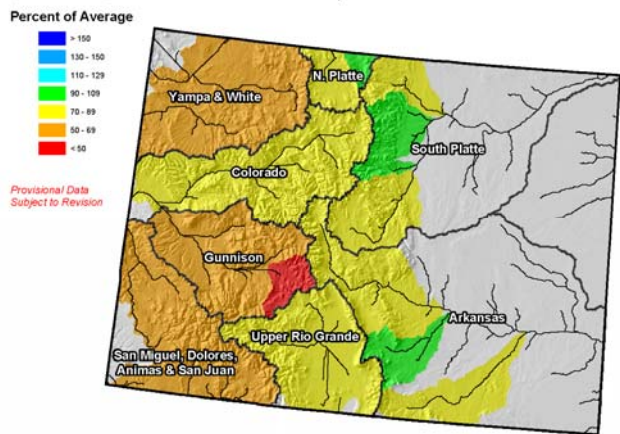 Percent of Average
> 150
130 - 150
110 - 129
90 - 109
70 - 89
50 - 69
< 50
Provisional Data
Subject to Revision
N. Platte
Yampa & White
South Platte
Colorado
Gunnison
Arkansas
Upper Rio Grande
San Miguel, Dolores,
Animas & San Juan